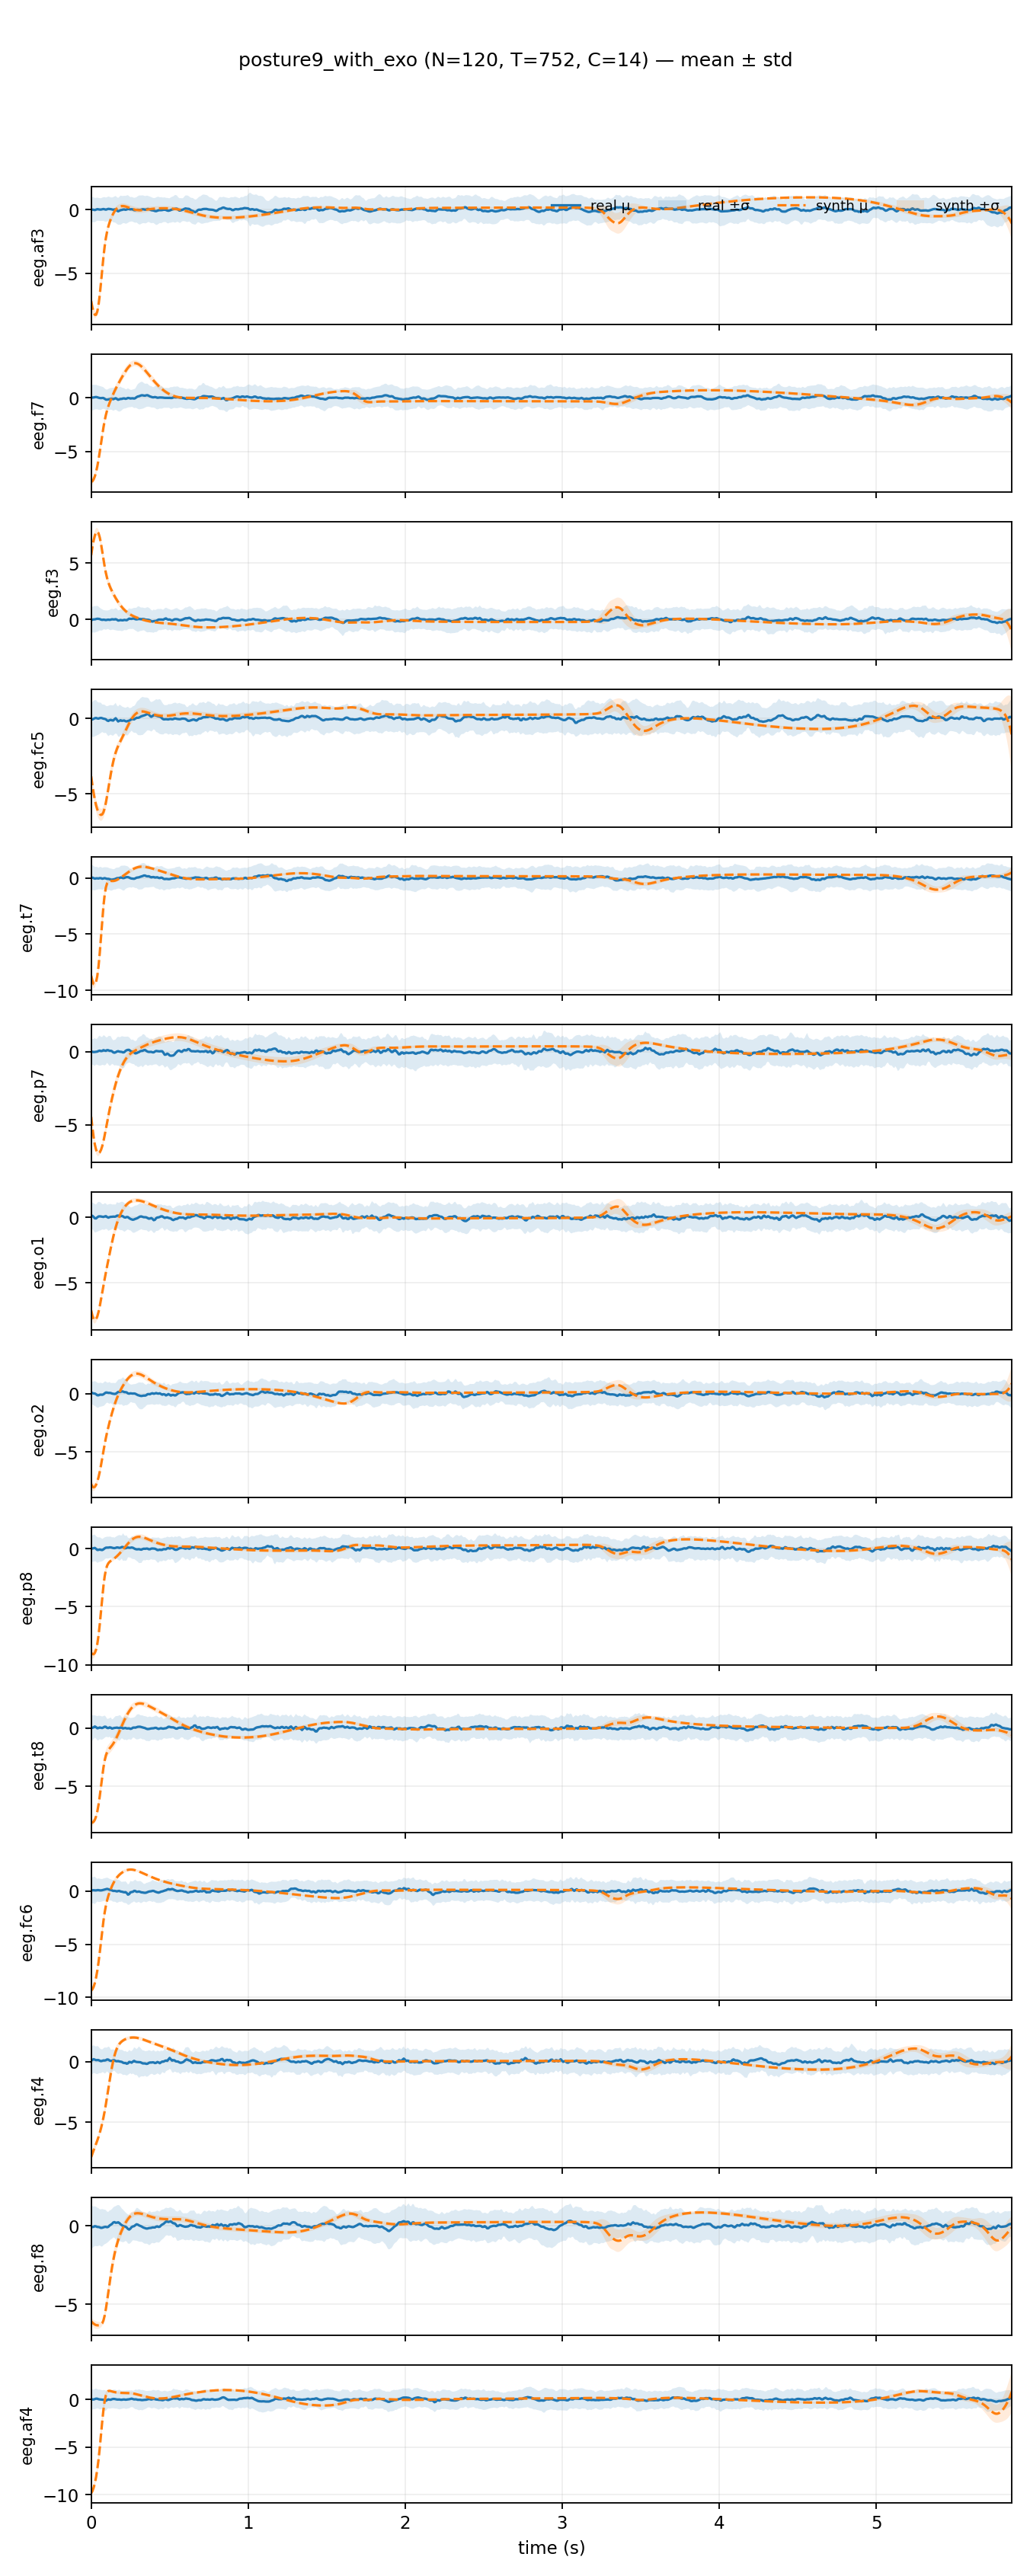 posture9_with_exo (N=120, T=752, C=14) — mean ± std
real μ real ±σ synth μ synth ±σ
0
−5
eeg.af3
0
−5
eeg.f7
5
0
eeg.f3
0
−5
eeg.fc5
0
−5
−10
eeg.t7
0
−5
eeg.p7
0
−5
eeg.o1
0
−5
eeg.o2
0
−5
−10
eeg.p8
0
−5
eeg.t8
0
−5
−10
eeg.fc6
0
−5
eeg.f4
0
−5
eeg.f8
0
−5
−10
eeg.af4
0 1 2 3 4 5
time (s)